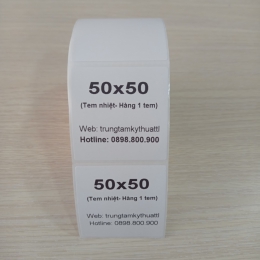 50x50
(Tem nhiệt- Hàng 1 tem)
Web: trungtamkythuattl
Hotline: 0898.800.900
50x50
(Tem nhiệt- Hàng 1 tem)
Web: trungtamkythuattl
Hotline: 0898.800.900